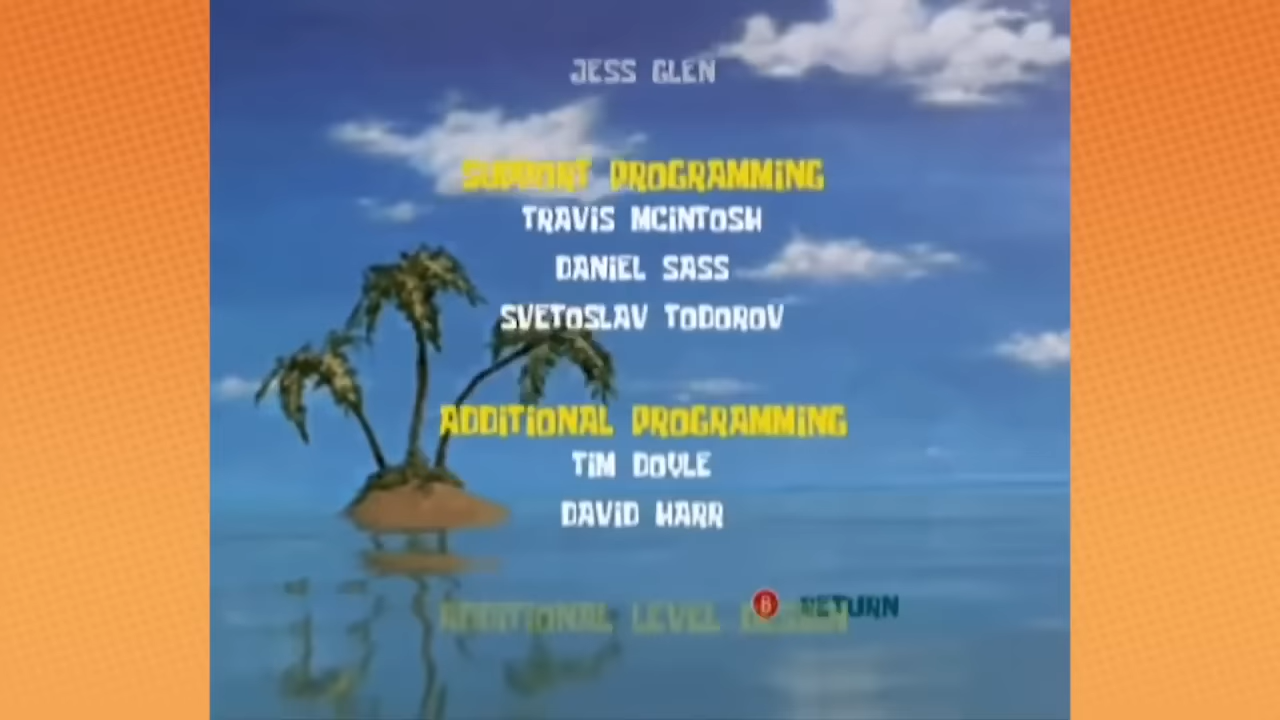 JESS GLEN
SUPPORT PROGRAMMING
TRAViS MCiNTOSH
DANiEL SASS
SVETOSLAV TODOROV
ADDITiONAL PROGRAMMiNG
TiM DOYLE
DAViD HARR
B RETURN
ADDITIONAL LEVEL DESIGN